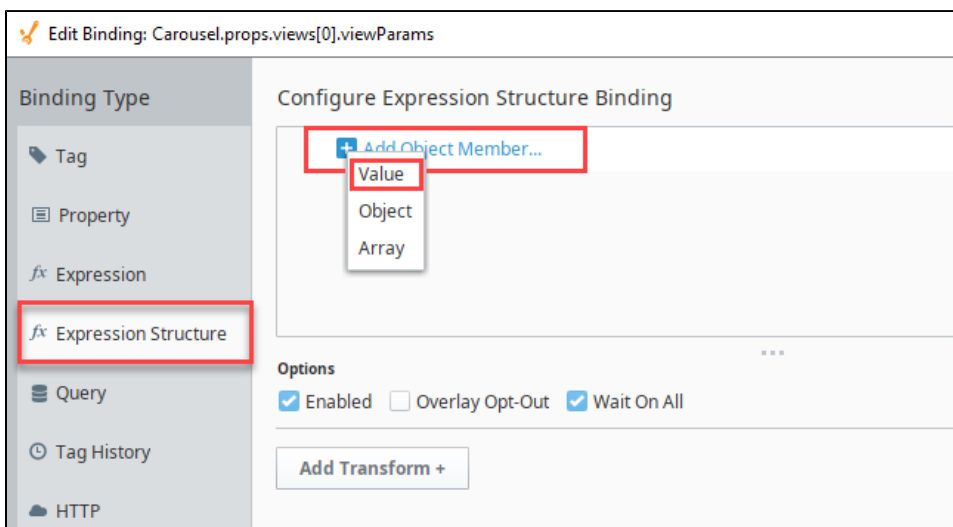 Edit Binding: Carousel.props.views[0].viewParams
Binding Type
Tag
Property
fx Expression
fx Expression Structure
Query
Tag History
HTTP
Configure Expression Structure Binding
Add Object Member...
Value
Object
Array
Options
Enabled Overlay Opt-Out Wait On All
Add Transform +